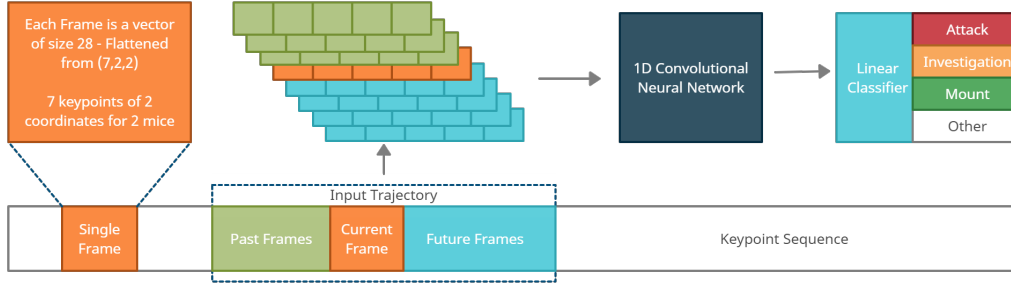 Each Frame is a vector
of size 28 - Flattened
from (7,2,2)
7 keypoints of 2
coordinates for 2 mice
1D Convolutional
Neural Network
Linear
Classifier
Attack
Investigation
Mount
Other
Input Trajectory
Single
Frame
Past Frames
Current
Frame
Future Frames
Keypoint Sequence